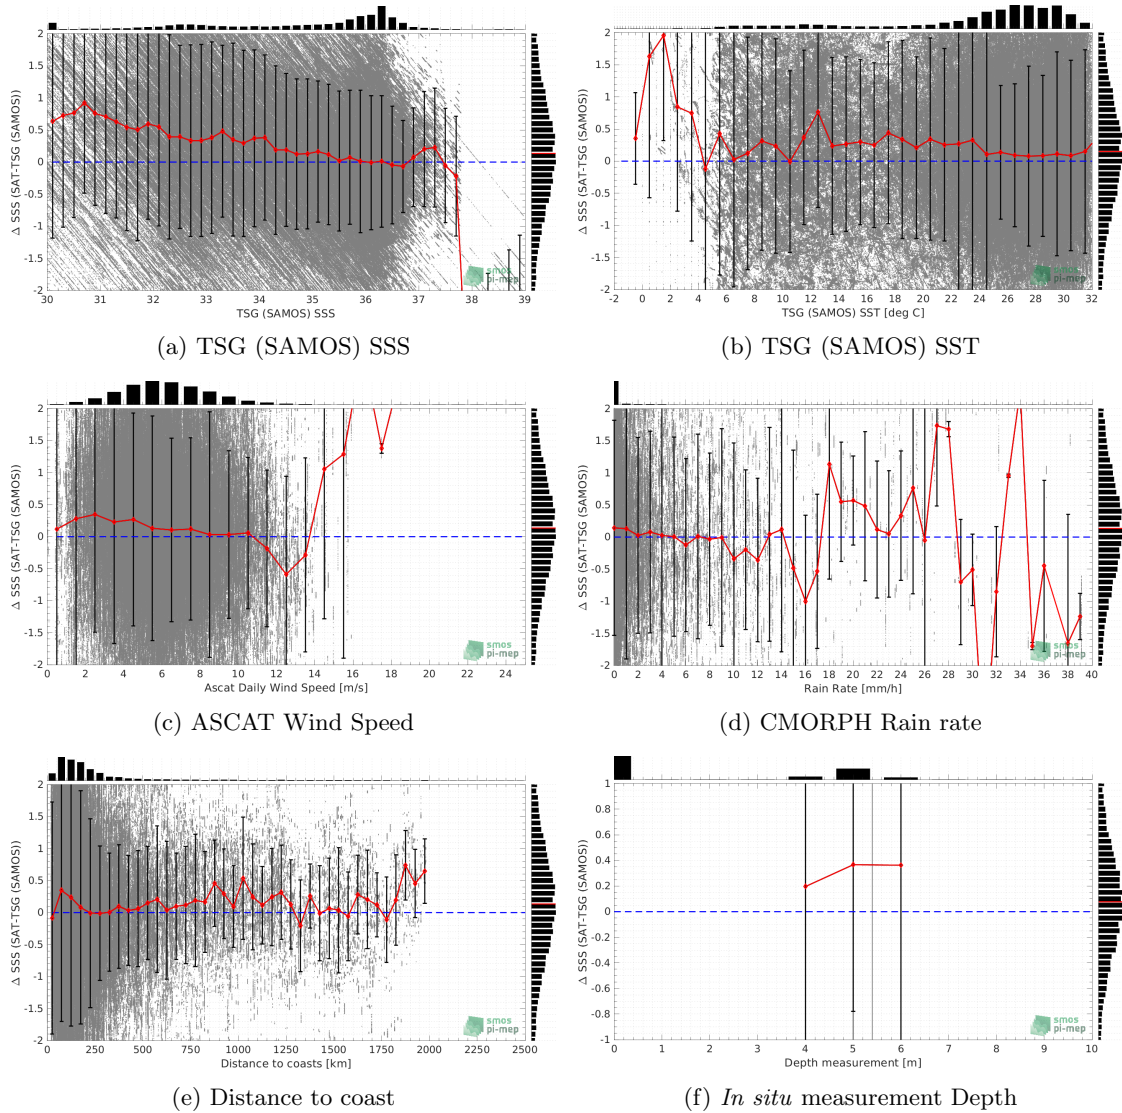 2
1.5
1
0.5
0
-0.5
-1
-1.5
-2
Δ SSS (SAT-TSG (SAMOS))
30 31 32 33 34 35 36 37 38 39
TSG (SAMOS) SSS
smos
pi-mep
(a) TSG (SAMOS) SSS
2
1.5
1
0.5
0
-0.5
-1
-1.5
-2
Δ SSS (SAT-TSG (SAMOS))
-2 0 2 4 6 8 10 12 14 16 18 20 22 24 26 28 30 32
TSG (SAMOS) SST [deg C]
smos
pi-mep
(b) TSG (SAMOS) SST
2
1.5
1
0.5
0
-0.5
-1
-1.5
-2
Δ SSS (SAT-TSG (SAMOS))
0 2 4 6 8 10 12 14 16 18 20 22 24
Ascat Daily Wind Speed [m/s]
smos
pi-mep
(c) ASCAT Wind Speed
2
1.5
1
0.5
0
-0.5
-1
-1.5
-2
Δ SSS (SAT-TSG (SAMOS))
0 2 4 6 8 10 12 14 16 18 20 22 24 26 28 30 32 34 36 38 40
Rain Rate [mm/h]
smos
pi-mep
(d) CMORPH Rain rate
2
1.5
1
0.5
0
-0.5
-1
-1.5
-2
Δ SSS (SAT-TSG (SAMOS))
0 250 500 750 1000 1250 1500 1750 2000 2250 2500
Distance to coasts [km]
smos
pi-mep
(e) Distance to coast
1
0.8
0.6
0.4
0.2
0
-0.2
-0.4
-0.6
-0.8
-1
Δ SSS (SAT-TSG (SAMOS))
0 1 2 3 4 5 6 7 8 9 10
Depth measurement [m]
smos
pi-mep
(f) In situ measurement Depth